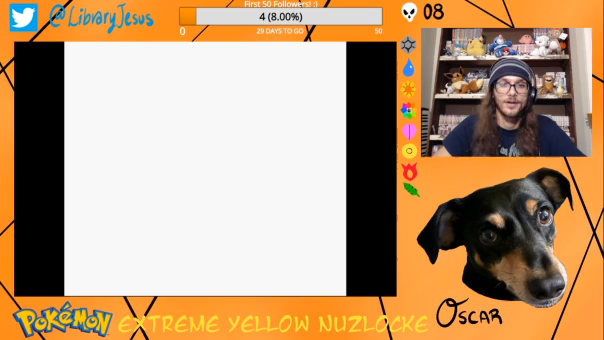 @LibraryJesus
First 50 Followers! :)
4 (8.00%)
0
29 DAYS TO GO
50
08
POKéMON
EXTREME YELLOW NUZLOCKE
OSCAR